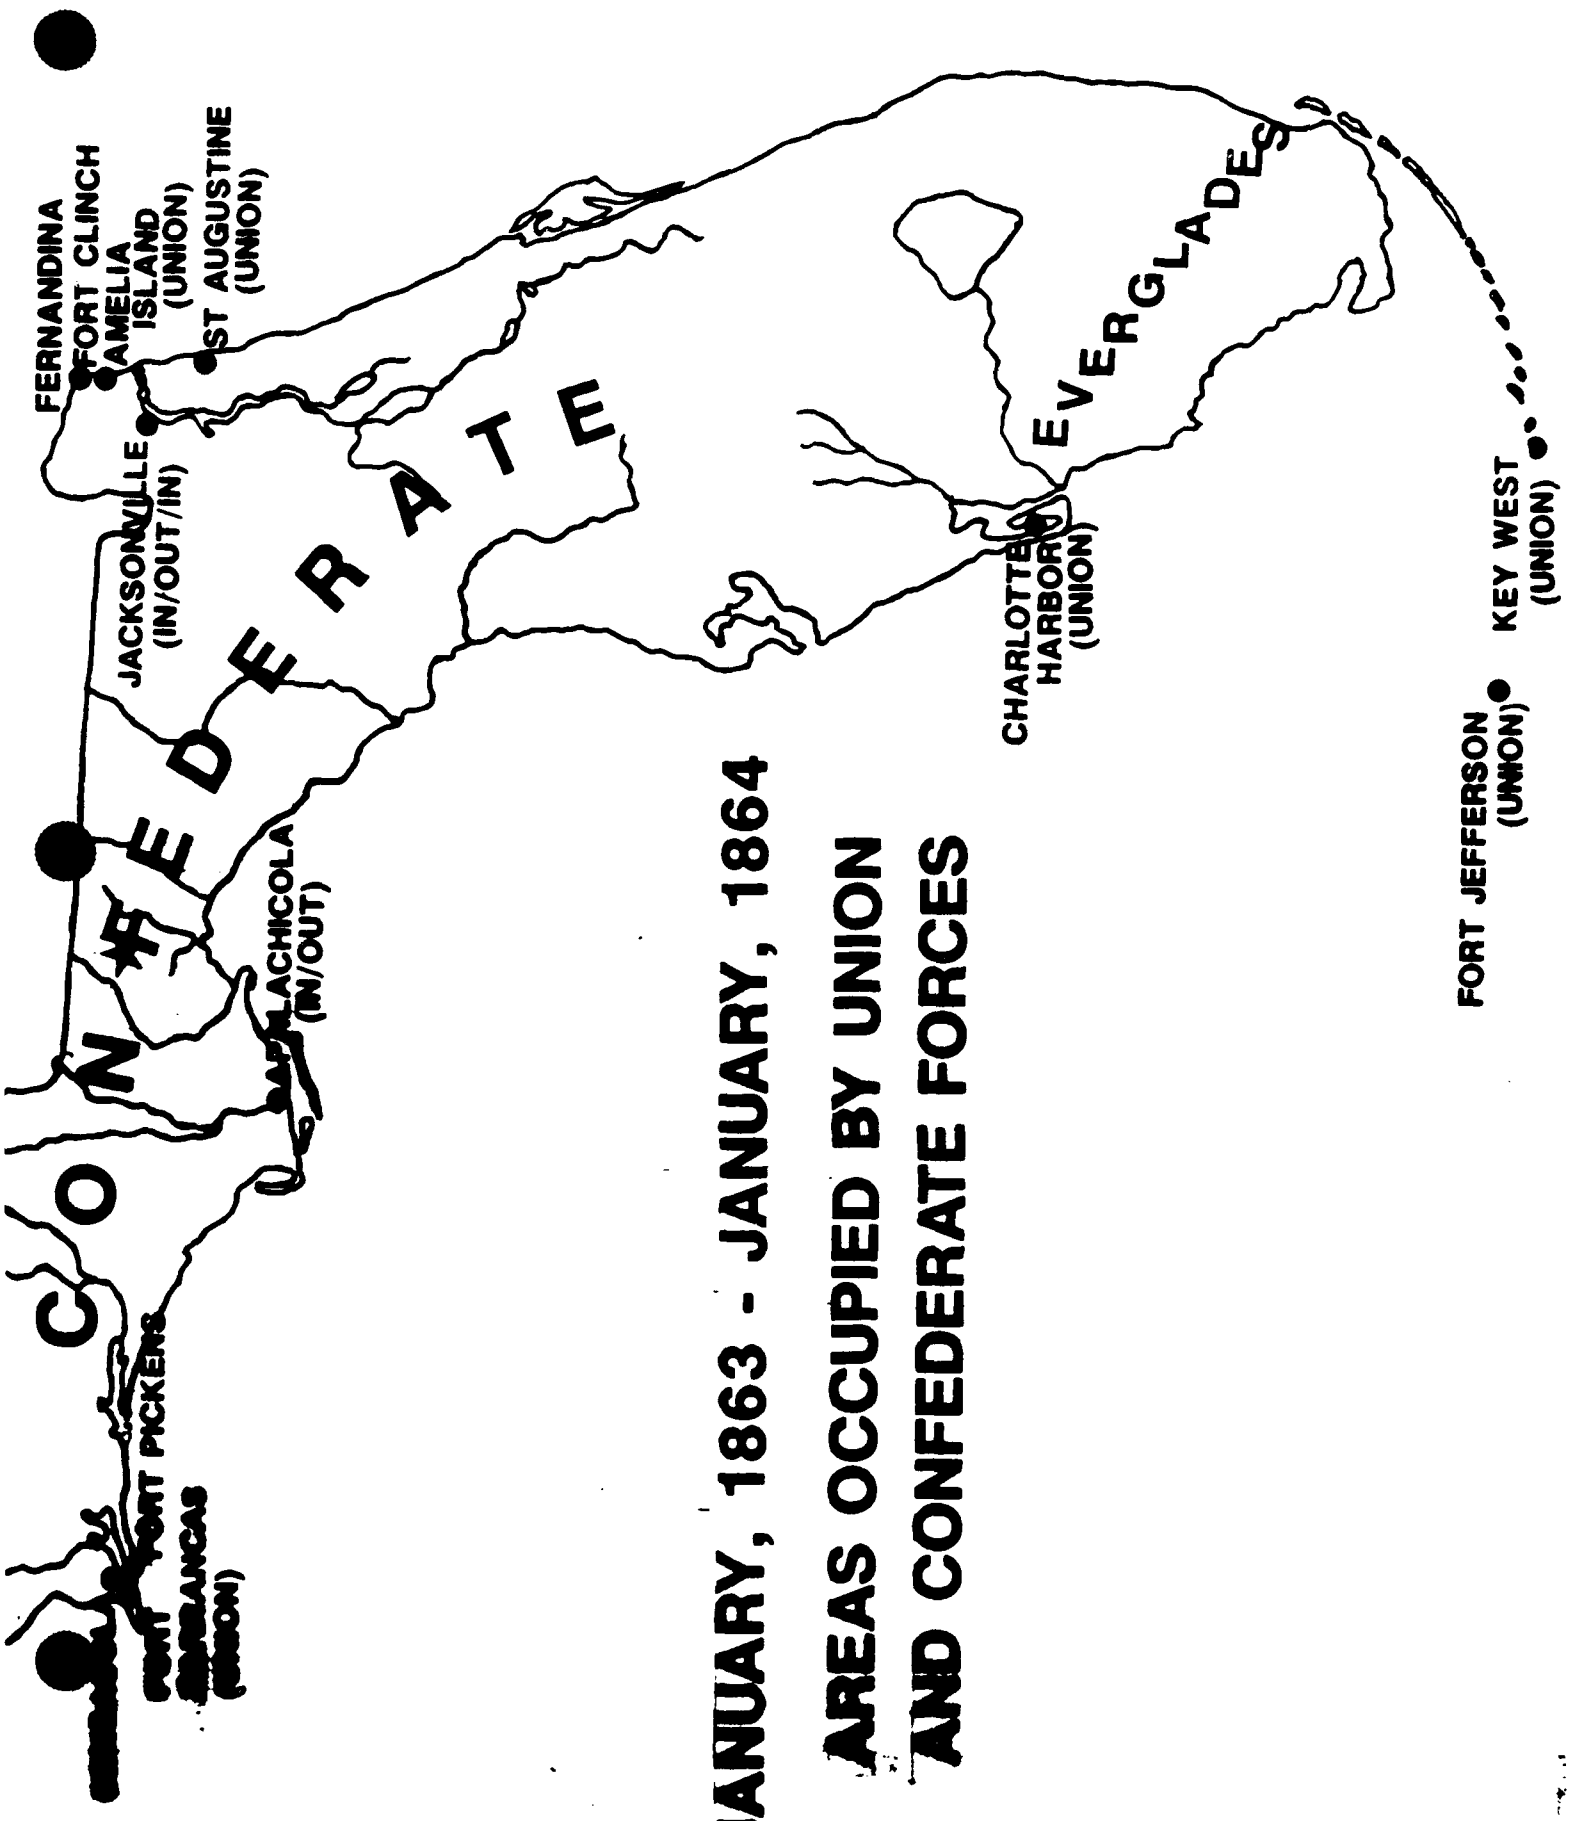 FERNANDINA
FORT CLINCH
AMELIA
ISLAND
(UNION)
ST AUGUSTINE
(UNION)
JACKSONVILLE
(IN/OUT/IN)
CONFEDERATE
APALACHICOLA
(IN/OUT)
FORT PICKENS
FORT
BARRANCAS
(UNION)
EVERGLADES
CHARLOTTE
HARBOR
(UNION)
KEY WEST
(UNION)
FORT JEFFERSON
(UNION)
ANUARY, 1863 - JANUARY, 1864
AREAS OCCUPIED BY UNION
AND CONFEDERATE FORCES